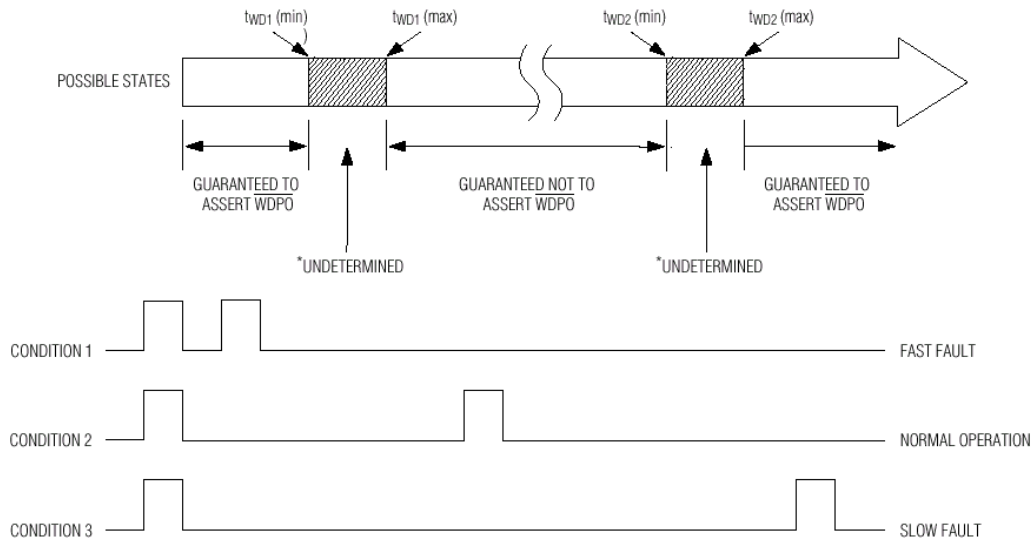 tWD1 (min)
)
tWD1 (max)
tWD2 (min)
tWD2 (max)
POSSIBLE STATES
GUARANTEED TO
ASSERT WDPO
GUARANTEED NOT TO
ASSERT WDPO
GUARANTEED TO
ASSERT WDPO
*UNDETERMINED
*UNDETERMINED
CONDITION 1
FAST FAULT
CONDITION 2
NORMAL OPERATION
CONDITION 3
SLOW FAULT